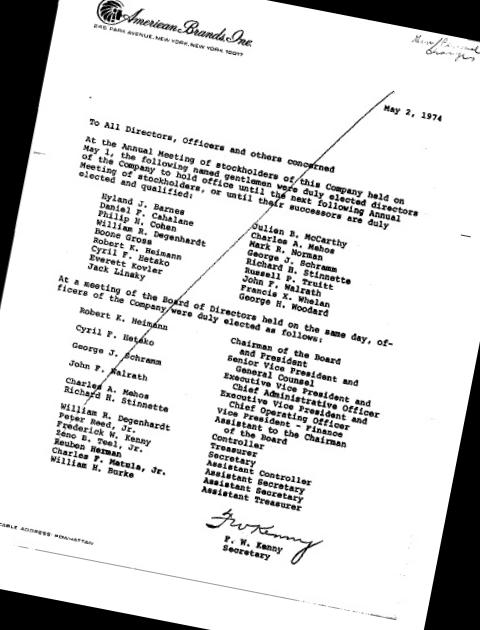 American Brands, Inc.
245 PARK AVENUE, NEW YORK, NEW YORK 10017
May 2, 1974
To All Directors, Officers and others concerned
At the Annual Meeting of stockholders of this Company held on
May 1, the following named gentlemen were duly elected directors
of the Company to hold office until the next following Annual
Meeting of stockholders, or until their successors are duly
elected and qualified:
Hyland J. Barnes
Daniel F. Cahalane
Philip H. Cohen
William R. Degenhardt
Boone Gross
Robert K. Heimann
Cyril F. Hetsko
Everett Kovler
Jack Linsky
Julien B. McCarthy
Charles A. Mehos
Mark R. Norman
George J. Schramm
Richard H. Stinnette
Russell P. Truitt
John F. Walrath
Francis X. Whelan
George H. Woodard
At a meeting of the Board of Directors held on the same day, of-
ficers of the Company were duly elected as follows:
Robert K. Heimann Chairman of the Board
and President
Cyril F. Hetsko Senior Vice President and
General Counsel
George J. Schramm Executive Vice President and
Chief Administrative Officer
John F. Walrath Executive Vice President and
Chief Operating Officer
Charles A. Mehos Vice President - Finance
Richard H. Stinnette Assistant to the Chairman
of the Board
William R. Degenhardt Controller
Peter Reed, Jr. Treasurer
Frederick W. Kenny Secretary
Zeno E. Teel, Jr. Assistant Controller
Reuben Herman Assistant Secretary
Charles F. Matula, Jr. Assistant Secretary
William H. Burke Assistant Treasurer
FW Kenny
F. W. Kenny
Secretary
CABLE ADDRESS: POWHATTAN